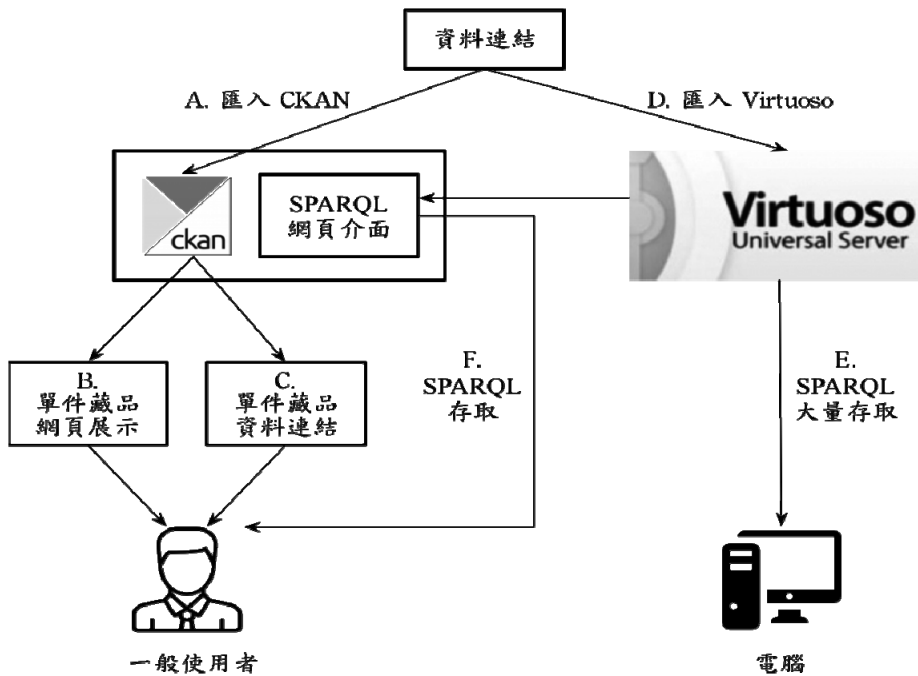 資料連結
A. 匯入 CKAN
D. 匯入 Virtuoso
ckan
SPARQL
網頁介面
Virtuoso
Universal Server
B.
單件藏品
網頁展示
C.
單件藏品
資料連結
F.
SPARQL
存取
E.
SPARQL
大量存取
一般使用者
電腦